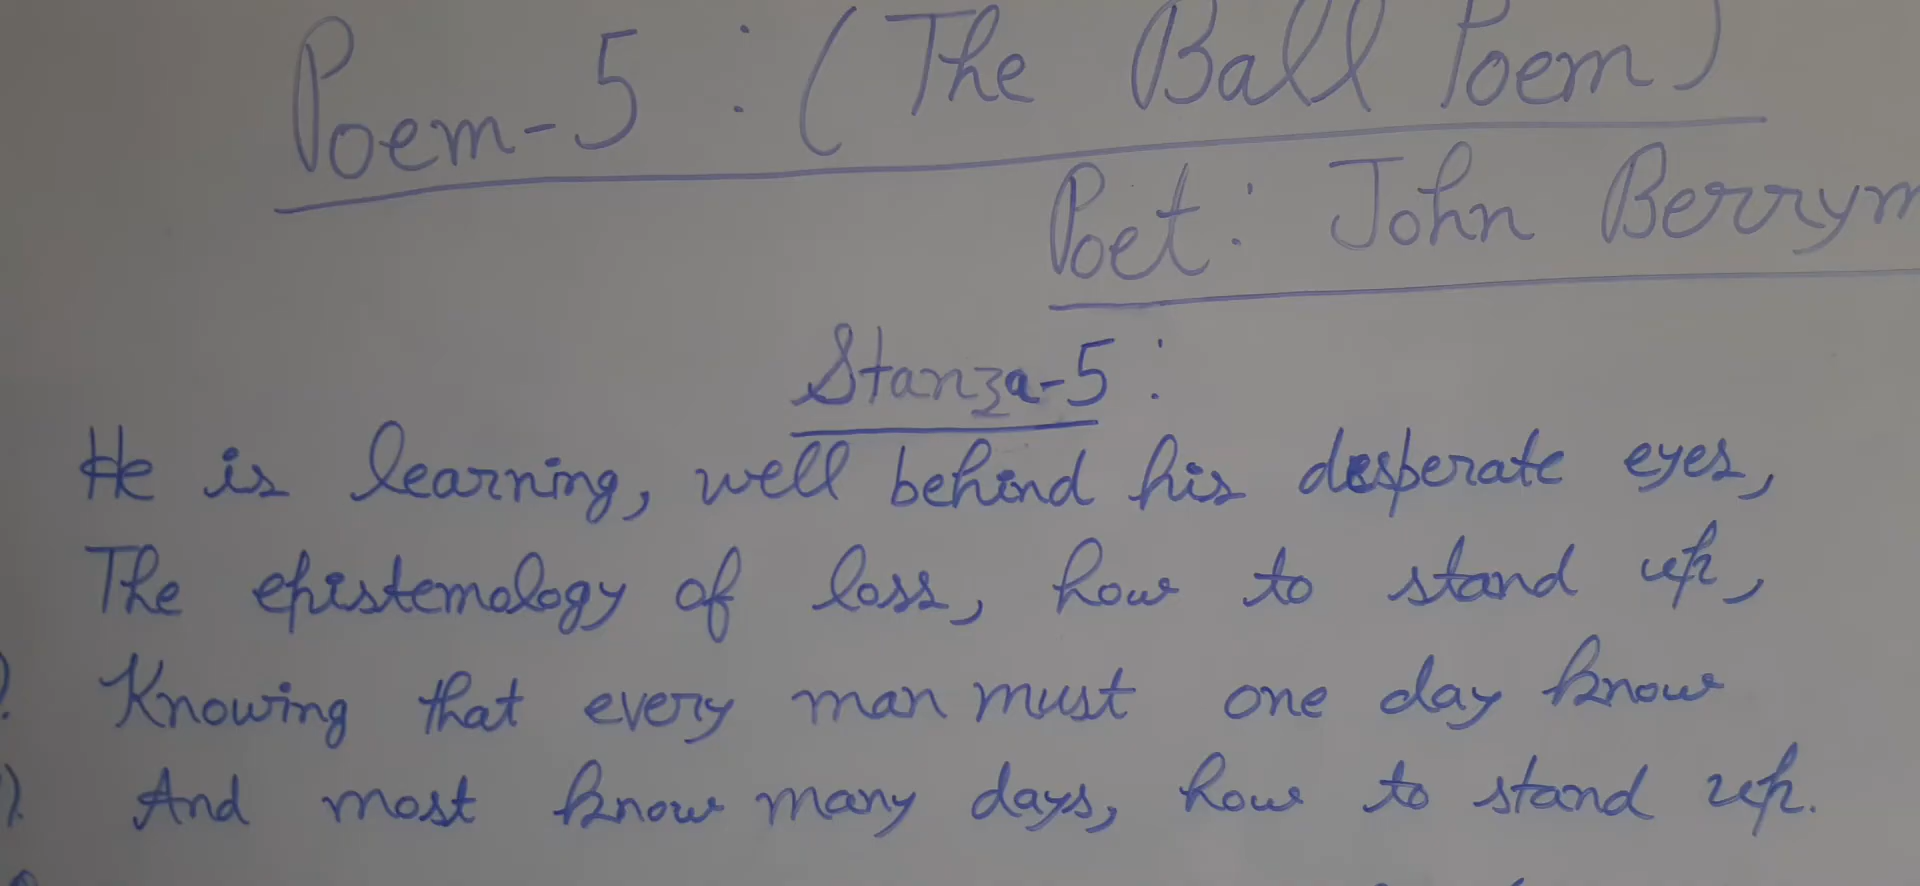 Poem-5 : (The Ball Poem)
Poet : John Berrym
Stanza-5 :
He is learning, well behind his desperate eyes,
The epistemology of loss, how to stand up,
Knowing that every man must one day know
And most know many days, how to stand up.